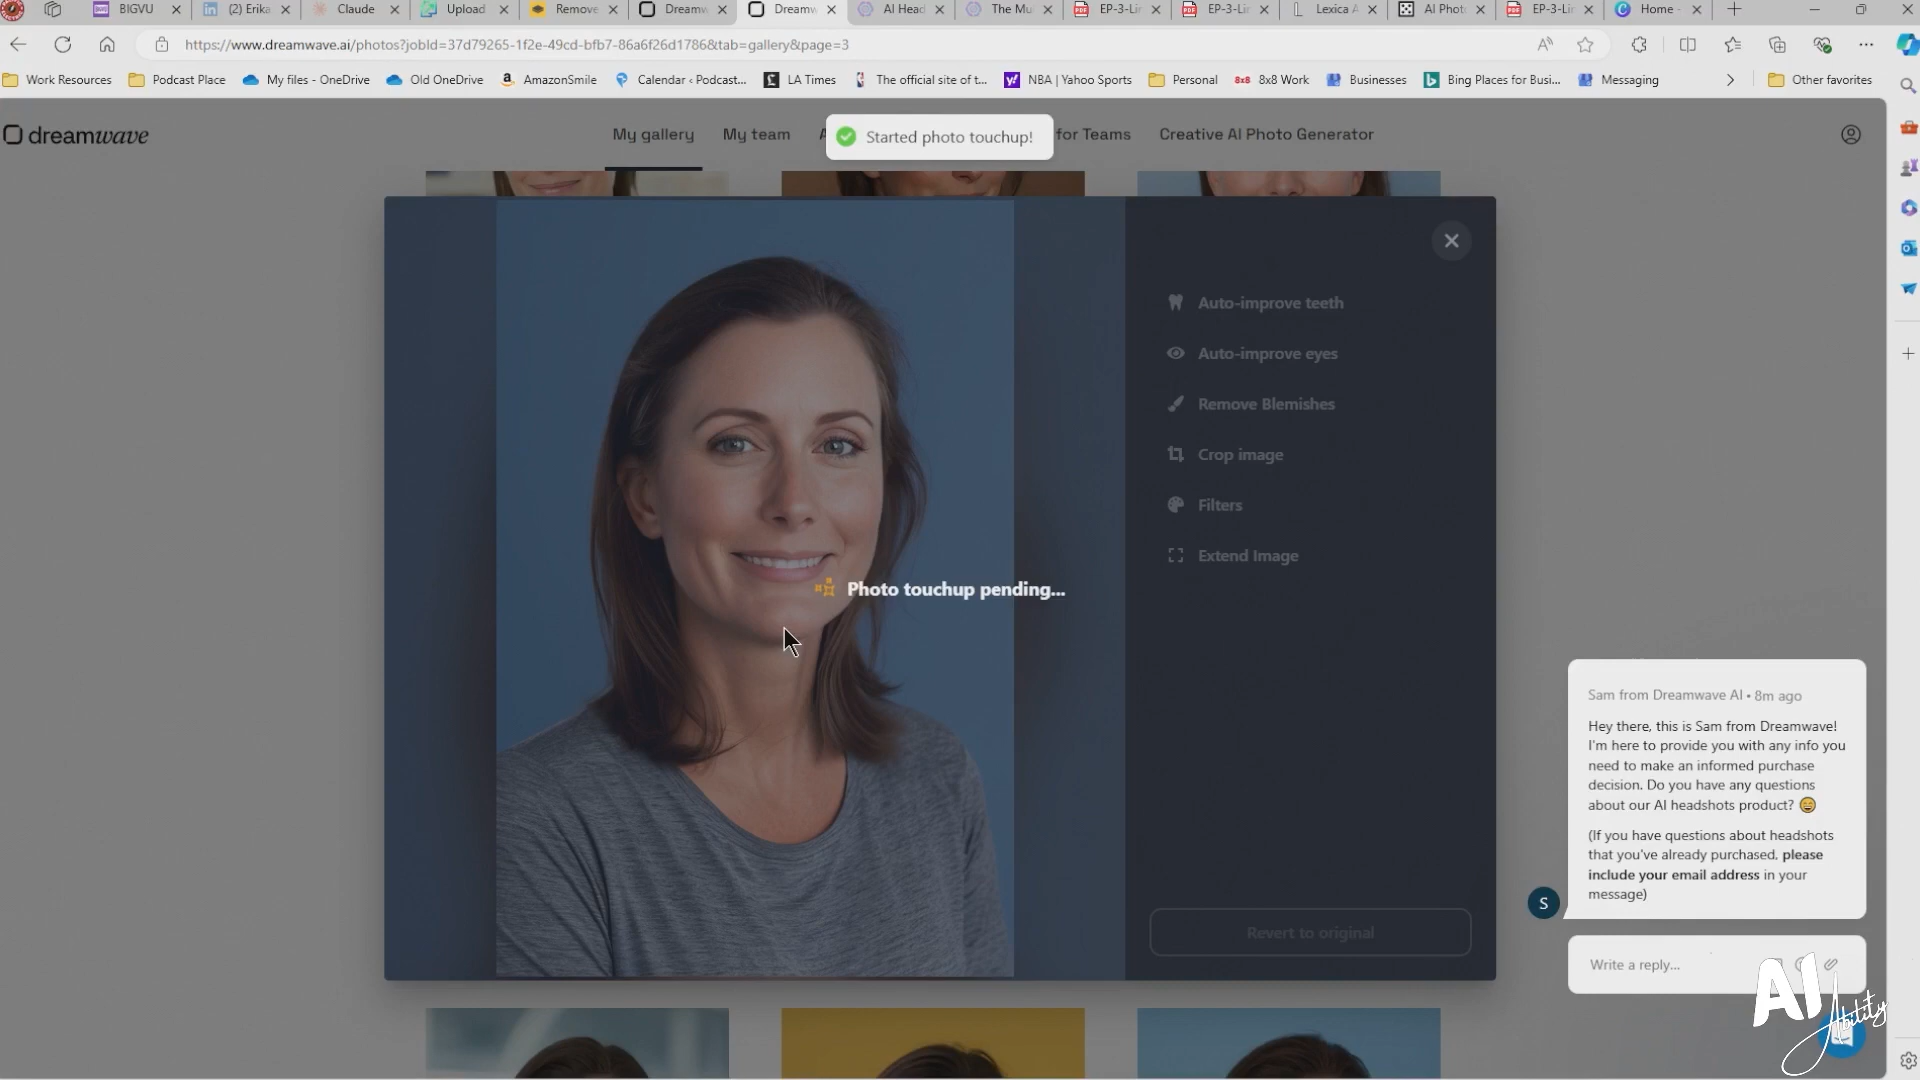 BIGVU
(2) Erika
Claude
Upload
Remove
Dreamw
Dreamw
AI Head
The Mu
EP-3-Lir
EP-3-Lir
Lexica A
AI Phot
EP-3-Lir
Home -
https://www.dreamwave.ai/photos?jobId=37d79265-1f2e-49cd-bfb7-86a6f26d1786&tab=gallery&page=3
Work Resources
Podcast Place
My files - OneDrive
Old OneDrive
AmazonSmile
Calendar ‹ Podcast...
LA Times
The official site of t...
NBA | Yahoo Sports
Personal
8x8 8x8 Work
Businesses
Bing Places for Busi...
Messaging
Other favorites
dreamwave
My gallery
My team
A
for Teams
Creative AI Photo Generator
Started photo touchup!
Auto-improve teeth
Auto-improve eyes
Remove Blemishes
Crop image
Filters
Extend Image
Photo touchup pending...
Revert to original
Sam from Dreamwave AI • 8m ago
Hey there, this is Sam from Dreamwave!
I'm here to provide you with any info you
need to make an informed purchase
decision. Do you have any questions
about our AI headshots product? 😄
(If you have questions about headshots
that you've already purchased, please
include your email address in your
message)
S
Write a reply...
AI
Ability